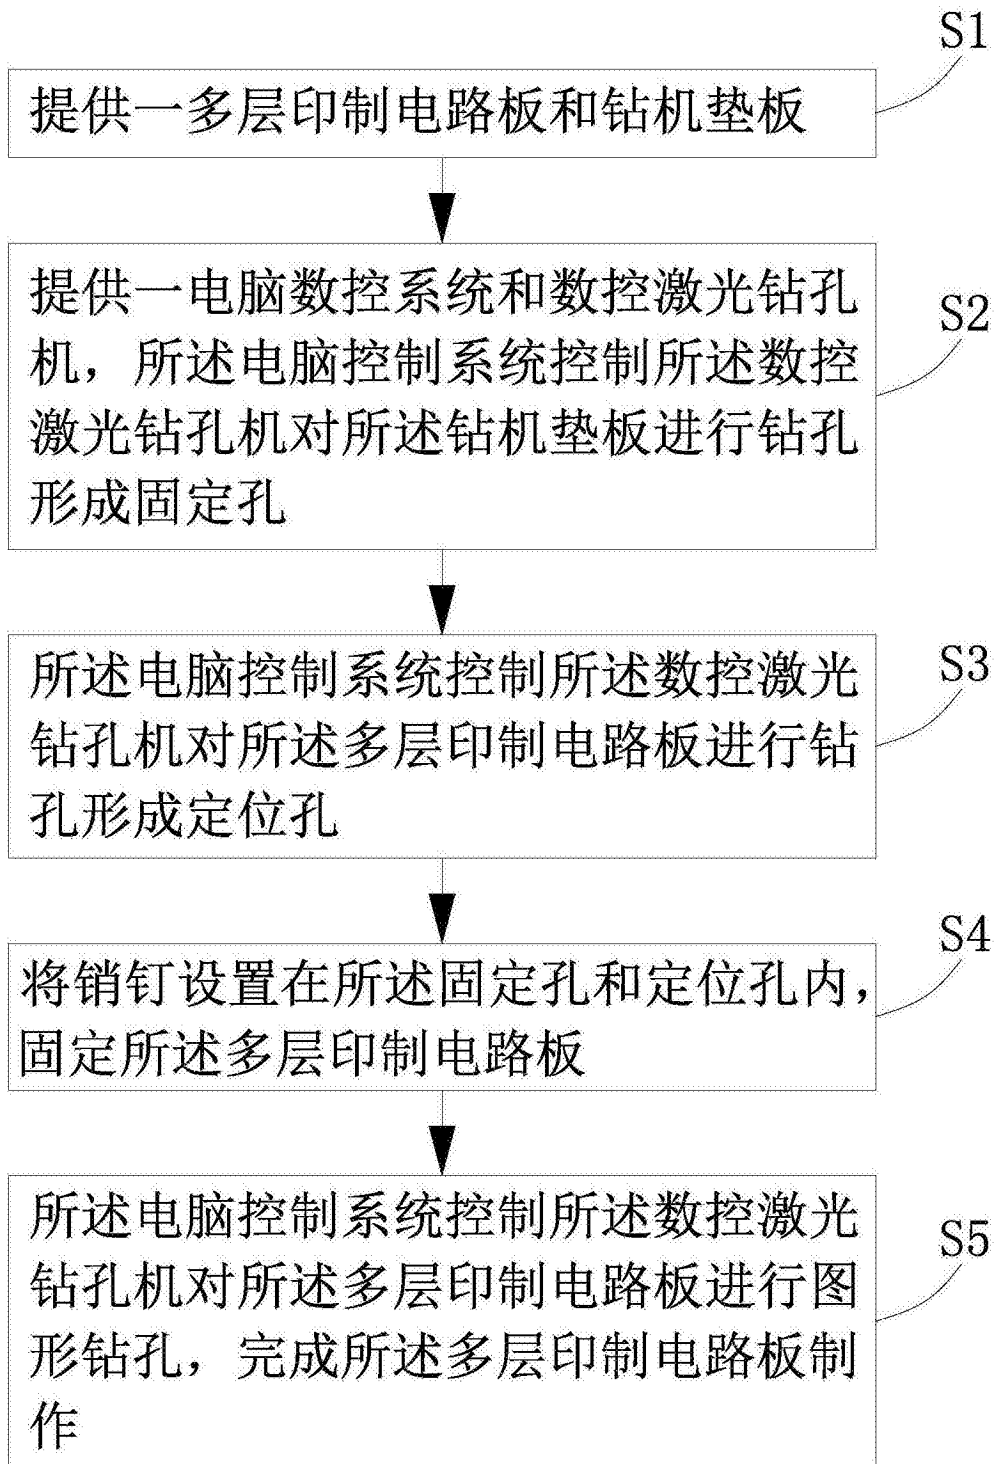 S1
提供一多层印制电路板和钻机垫板
S2
提供一电脑数控系统和数控激光钻孔
机，所述电脑控制系统控制所述数控
激光钻孔机对所述钻机垫板进行钻孔
形成固定孔
S3
所述电脑控制系统控制所述数控激光
钻孔机对所述多层印制电路板进行钻
孔形成定位孔
S4
将销钉设置在所述固定孔和定位孔内，
固定所述多层印制电路板
S5
所述电脑控制系统控制所述数控激光
钻孔机对所述多层印制电路板进行图
形钻孔，完成所述多层印制电路板制
作